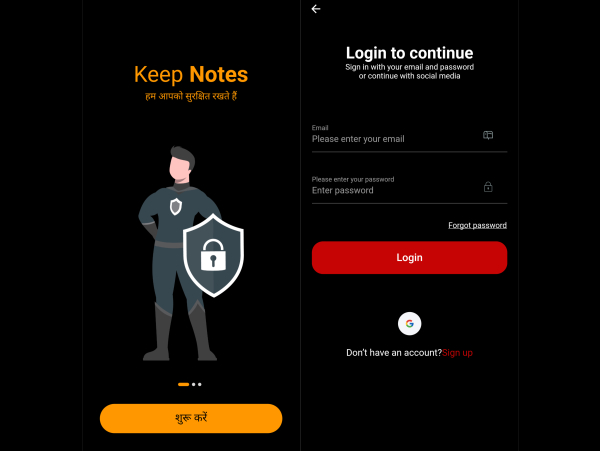 Keep Notes
हम आपको सुरक्षित रखते हैं
शुरू करें
Login to continue
Sign in with your email and password
or continue with social media
Email
Please enter your email
Please enter your password
Enter password
Forgot password
Login
G
Don't have an account?Sign up